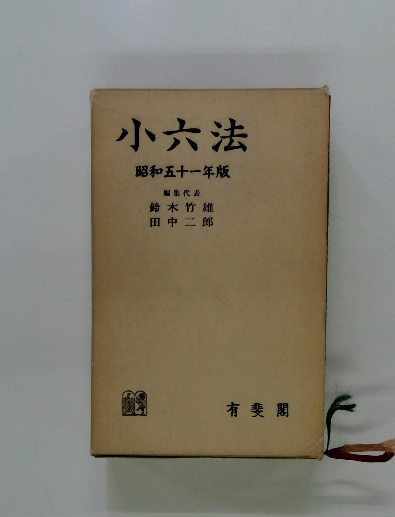 小六法
昭和五十一年版
編集代表
鈴木竹雄
田中二郎
有斐閣